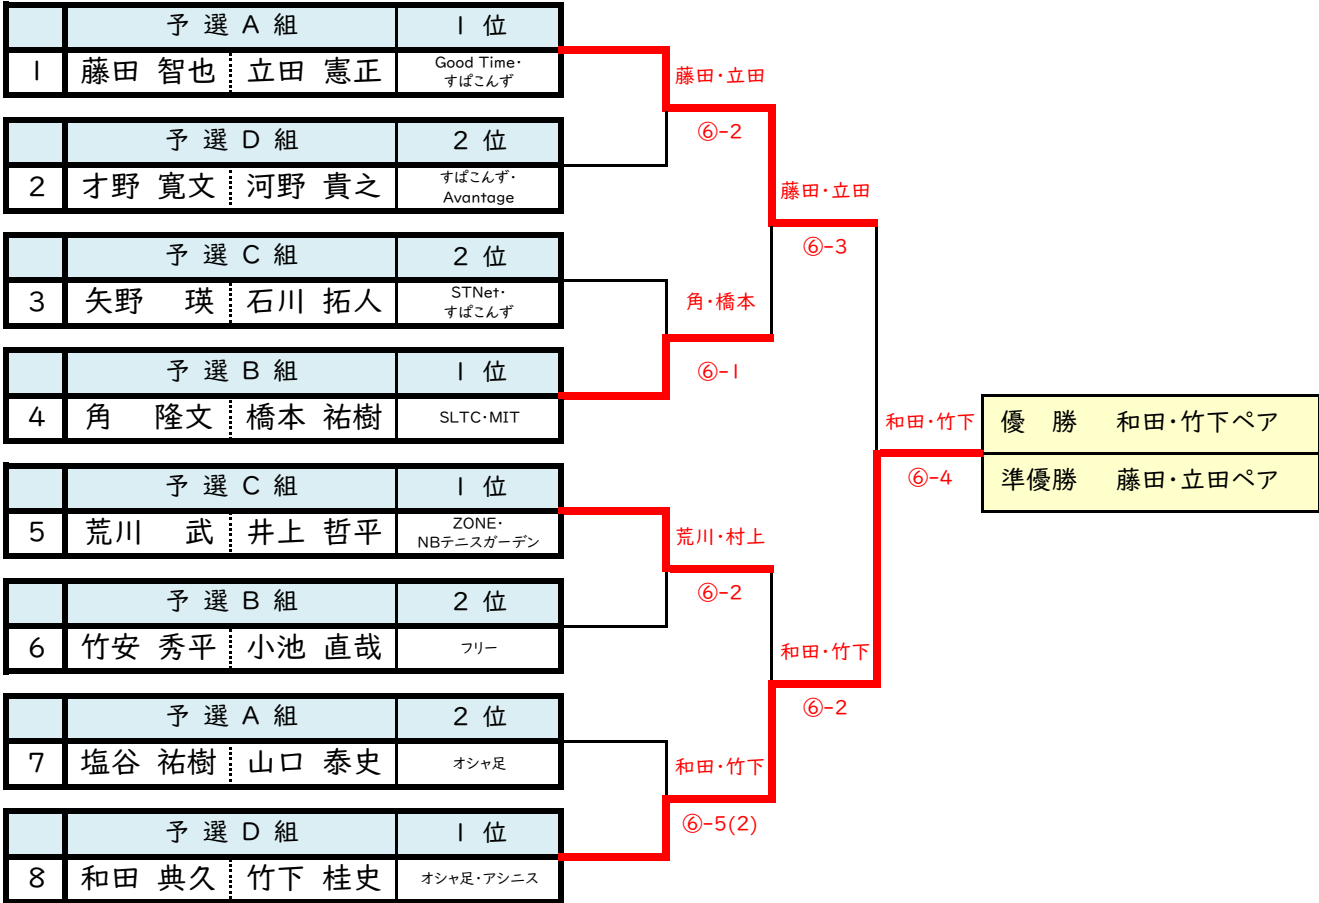 予 選 A 組 1 位
1 藤田 智也 立田 憲正 Good Time・
すぱこんず
藤田・立田
⑥-2
予 選 D 組 2 位
2 才野 寛文 河野 貴之 すぱこんず・
Avantage
藤田・立田
⑥-3
予 選 C 組 2 位
3 矢野 瑛 石川 拓人 STNet・
すぱこんず
角・橋本
⑥-1
予 選 B 組 1 位
4 角 隆文 橋本 祐樹 SLTC・MIT
和田・竹下
⑥-4
優 勝 和田・竹下ペア
準優勝 藤田・立田ペア
予 選 C 組 1 位
5 荒川 武 井上 哲平 ZONE・
NBテニスガーデン
荒川・村上
⑥-2
予 選 B 組 2 位
6 竹安 秀平 小池 直哉 フリー
和田・竹下
⑥-2
予 選 A 組 2 位
7 塩谷 祐樹 山口 泰史 オシャ足
和田・竹下
⑥-5(2)
予 選 D 組 1 位
8 和田 典久 竹下 桂史 オシャ足・アシニス